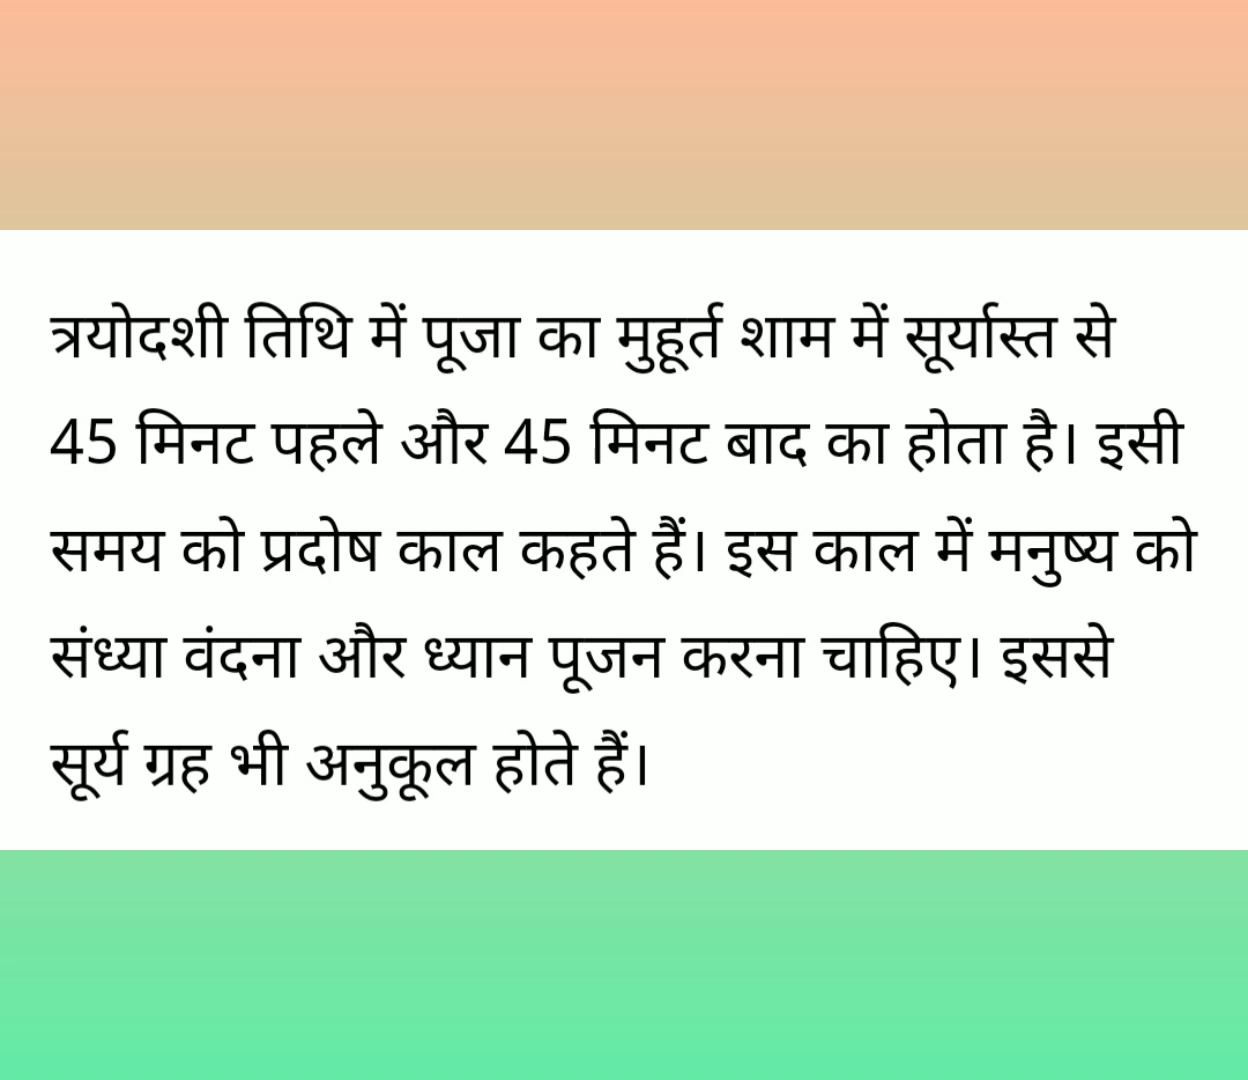 त्रयोदशी तिथि में पूजा का मुहूर्त शाम में सूर्यास्त से
45 मिनट पहले और 45 मिनट बाद का होता है। इसी
समय को प्रदोष काल कहते हैं। इस काल में मनुष्य को
संध्या वंदना और ध्यान पूजन करना चाहिए। इससे
सूर्य ग्रह भी अनुकूल होते हैं।